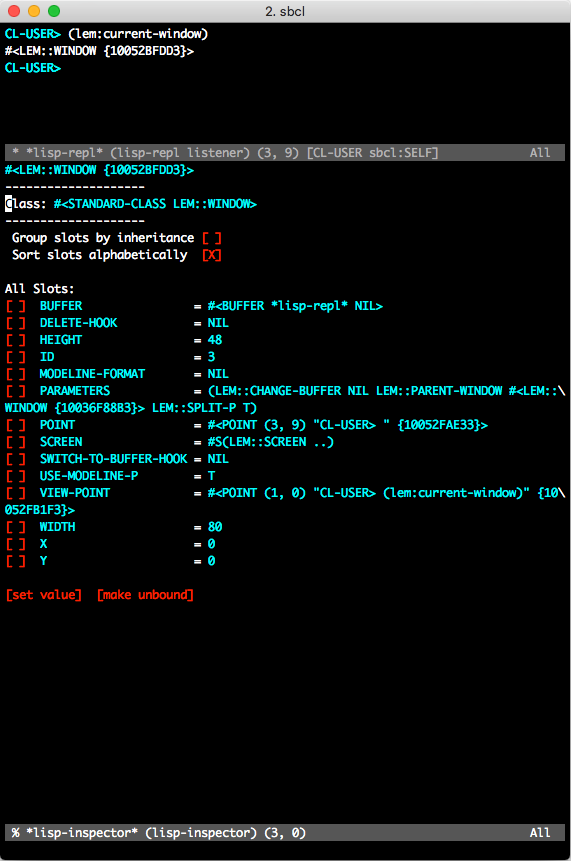 2. sbcl
CL-USER> (lem:current-window)
#<LEM::WINDOW {10052BFDD3}>
CL-USER>
* *lisp-repl* (lisp-repl listener) (3, 9) [CL-USER sbcl:SELF] All
#<LEM::WINDOW {10052BFDD3}>
--------------------
Class: #<STANDARD-CLASS LEM::WINDOW>
--------------------
Group slots by inheritance [ ]
Sort slots alphabetically [X]
All Slots:
[ ] BUFFER = #<BUFFER *lisp-repl* NIL>
[ ] DELETE-HOOK = NIL
[ ] HEIGHT = 48
[ ] ID = 3
[ ] MODELINE-FORMAT = NIL
[ ] PARAMETERS = (LEM::CHANGE-BUFFER NIL LEM::PARENT-WINDOW #<LEM::\
WINDOW {10036F88B3}> LEM::SPLIT-P T)
[ ] POINT = #<POINT (3, 9) "CL-USER> " {10052FAE33}>
[ ] SCREEN = #S(LEM::SCREEN ..)
[ ] SWITCH-TO-BUFFER-HOOK = NIL
[ ] USE-MODELINE-P = T
[ ] VIEW-POINT = #<POINT (1, 0) "CL-USER> (lem:current-window)" {10\
052FB1F3}>
[ ] WIDTH = 80
[ ] X = 0
[ ] Y = 0
[set value] [make unbound]
% *lisp-inspector* (lisp-inspector) (3, 0) All